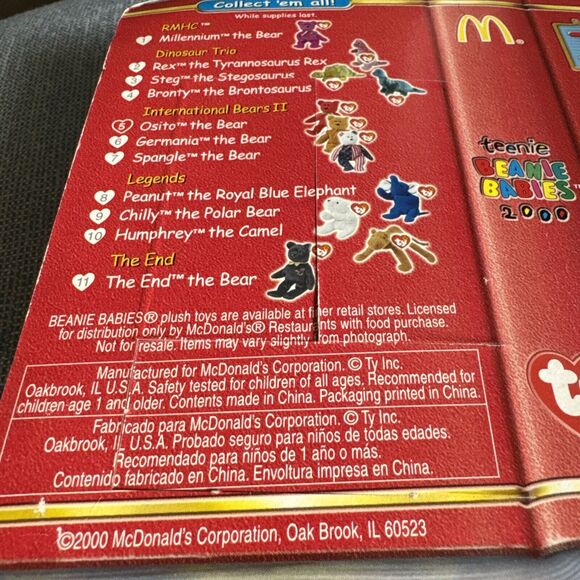 Collect 'em all!
While supplies last.
RMHC™
1 Millennium™ the Bear
Dinosaur Trio
2 Rex™ the Tyrannosaurus Rex
3 Steg™ the Stegosaurus
4 Bronty™ the Brontosaurus
International Bears II
5 Osito™ the Bear
6 Germania™ the Bear
7 Spangle™ the Bear
Legends
8 Peanut™ the Royal Blue Elephant
9 Chilly™ the Polar Bear
10 Humphrey™ the Camel
The End
11 The End™ the Bear
BEANIE BABIES® plush toys are available at finer retail stores. Licensed
for distribution only by McDonald's® Restaurants with food purchase.
Not for resale. Items may vary slightly from photograph.
Manufactured for McDonald's Corporation. © Ty Inc.
Oakbrook, IL U.S.A. Safety tested for children of all ages. Recommended for
children age 1 and older. Contents made in China. Packaging printed in China.
Fabricado para McDonald's Corporation. © Ty Inc.
Oakbrook, IL U.S.A. Probado seguro para niños de todas edades.
Recomendado para niños de 1 año o más.
Contenido fabricado en China. Envoltura impresa en China.
©2000 McDonald's Corporation, Oak Brook, IL 60523
M®
teenie
BEANIE
BABIES
2000
ty